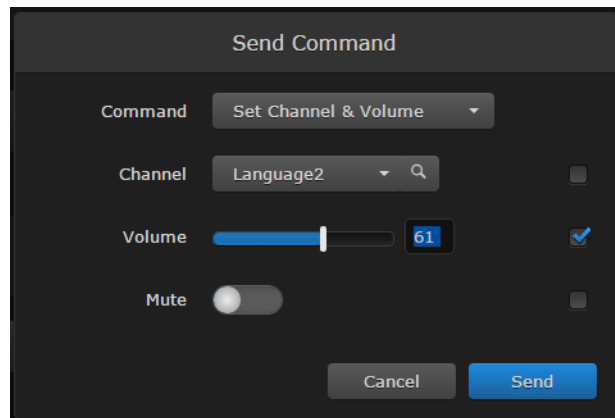 Send Command
Command Set Channel & Volume
Channel Language2
Volume 61
Mute
Cancel Send